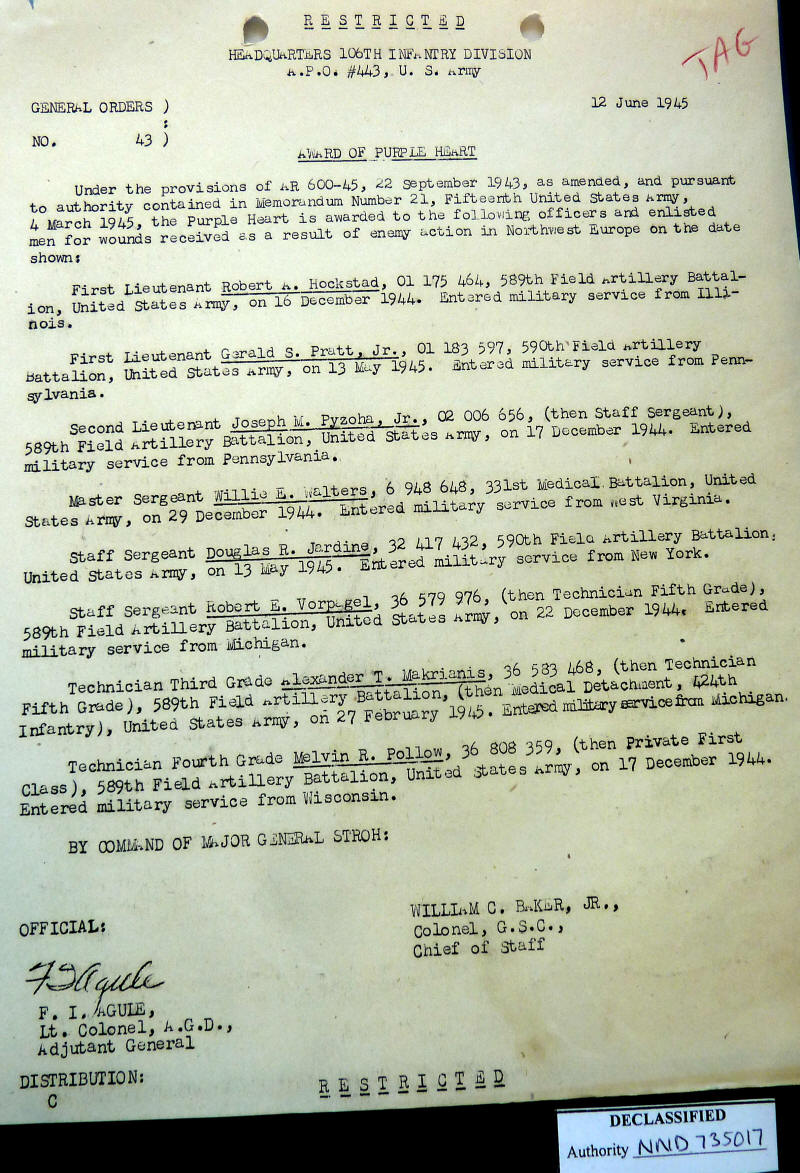 RESTRICTED
TAG
HEADQUARTERS 106TH INFANTRY DIVISION
A.P.O. #443, U. S. Army
GENERAL ORDERS )
:
NO. 43 )
12 June 1945
AWARD OF PURPLE HEART
Under the provisions of AR 600-45, 22 September 1943, as amended, and pursuant
to authority contained in Memorandum Number 21, Fifteenth United States Army,
4 March 1945, the Purple Heart is awarded to the following officers and enlisted
men for wounds received as a result of enemy action in Northwest Europe on the date
shown:
First Lieutenant Robert A. Hockstad, 01 175 464, 589th Field Artillery Battal-
ion, United States Army, on 16 December 1944. Entered military service from Illi-
nois.
First Lieutenant Gerald S. Pratt, Jr., 01 183 597, 590th Field Artillery
Battalion, United States Army, on 13 May 1945. Entered military service from Penn-
sylvania.
Second Lieutenant Joseph M. Pyzoha, Jr., 02 006 656, (then Staff Sergeant),
589th Field Artillery Battalion, United States Army, on 17 December 1944. Entered
military service from Pennsylvania.
Master Sergeant Willie E. Walters, 6 948 648, 331st Medical Battalion, United
States Army, on 29 December 1944. Entered military service from West Virginia.
Staff Sergeant Douglas R. Jardine, 32 417 432, 590th Field Artillery Battalion,
United States Army, on 13 May 1945. Entered military service from New York.
Staff Sergeant Robert E. Vorpagel, 36 579 976, (then Technician Fifth Grade),
589th Field Artillery Battalion, United States Army, on 22 December 1944. Entered
military service from Michigan.
Technician Third Grade Alexander T. Makrianis, 36 583 468, (then Technician
Fifth Grade), 589th Field Artillery Battalion, (then Medical Detachment, 424th
Infantry), United States Army, on 27 February 1945. Entered military service from Michigan.
Technician Fourth Grade Melvin R. Pollow, 36 808 359, (then Private First
Class), 589th Field Artillery Battalion, United States Army, on 17 December 1944.
Entered military service from Wisconsin.
BY COMMAND OF MAJOR GENERAL STROH:
WILLIAM C. BAKER, JR.,
Colonel, G.S.C.,
Chief of Staff
OFFICIAL:
F I Agule
F. I. AGULE,
Lt. Colonel, A.G.D.,
Adjutant General
DISTRIBUTION:
C
RESTRICTED
DECLASSIFIED
Authority NND 735017